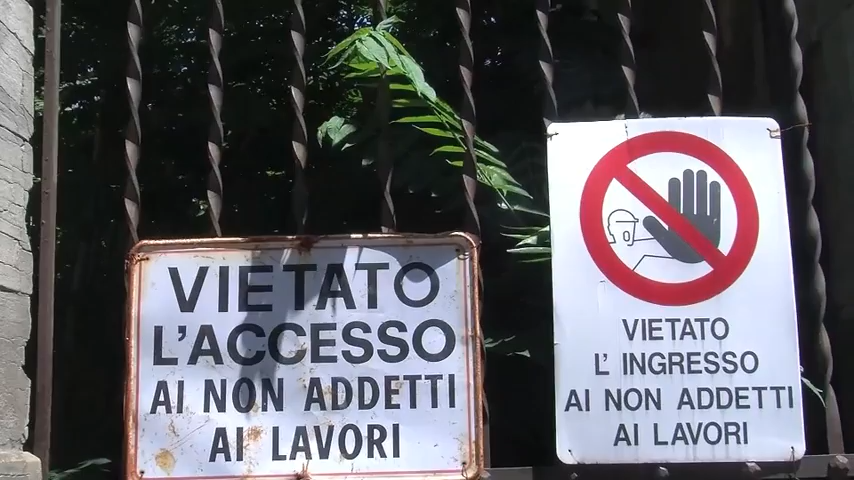 VIETATO
L'ACCESSO
AI NON ADDETTI
AI LAVORI
VIETATO
L' INGRESSO
AI NON ADDETTI
AI LAVORI